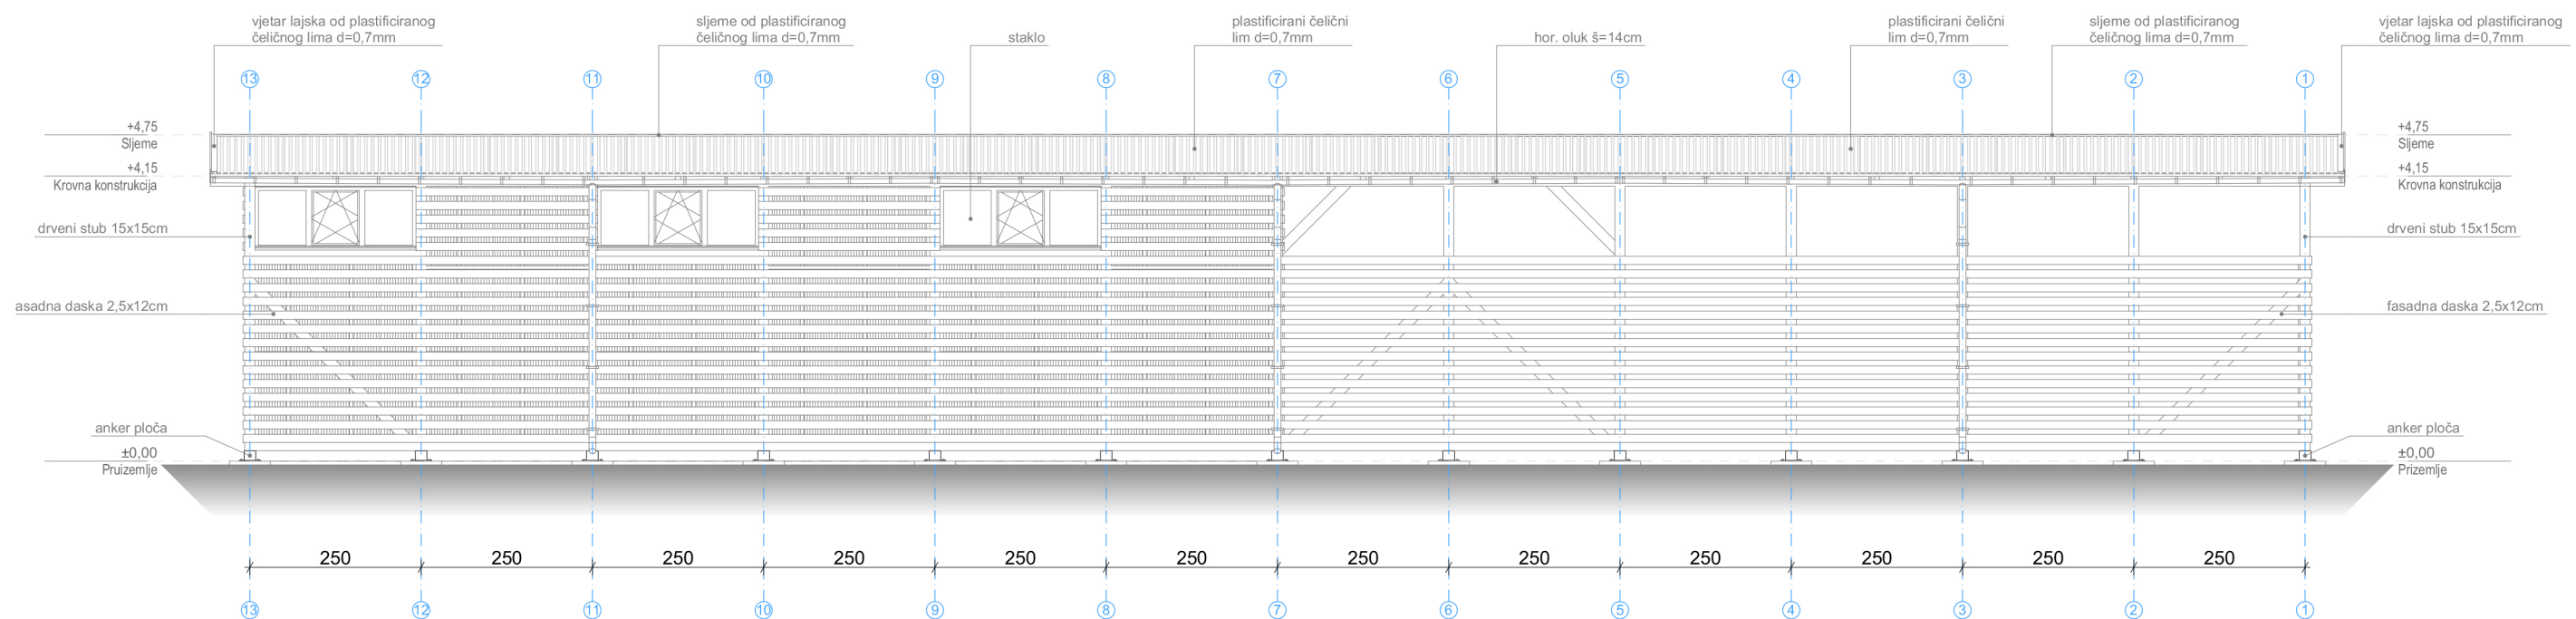 vjetar lajska od plastificiranog
čeličnog lima d=0,7mm
sljeme od plastificiranog
čeličnog lima d=0,7mm
staklo
plastificirani čelični
lim d=0,7mm
hor. oluk š=14cm
plastificirani čelični
lim d=0,7mm
sljeme od plastificiranog
čeličnog lima d=0,7mm
vjetar lajska od plastificiranog
čeličnog lima d=0,7mm
13 12 11 10 9 8 7 6 5 4 3 2 1
+4,75
Sljeme
+4,15
Krovna konstrukcija
drveni stub 15x15cm
asadna daska 2,5x12cm
anker ploča
±0,00
Pruizemlje
+4,75
Sljeme
+4,15
Krovna konstrukcija
drveni stub 15x15cm
fasadna daska 2,5x12cm
anker ploča
±0,00
Prizemlje
250 250 250 250 250 250 250 250 250 250 250 250
13 12 11 10 9 8 7 6 5 4 3 2 1